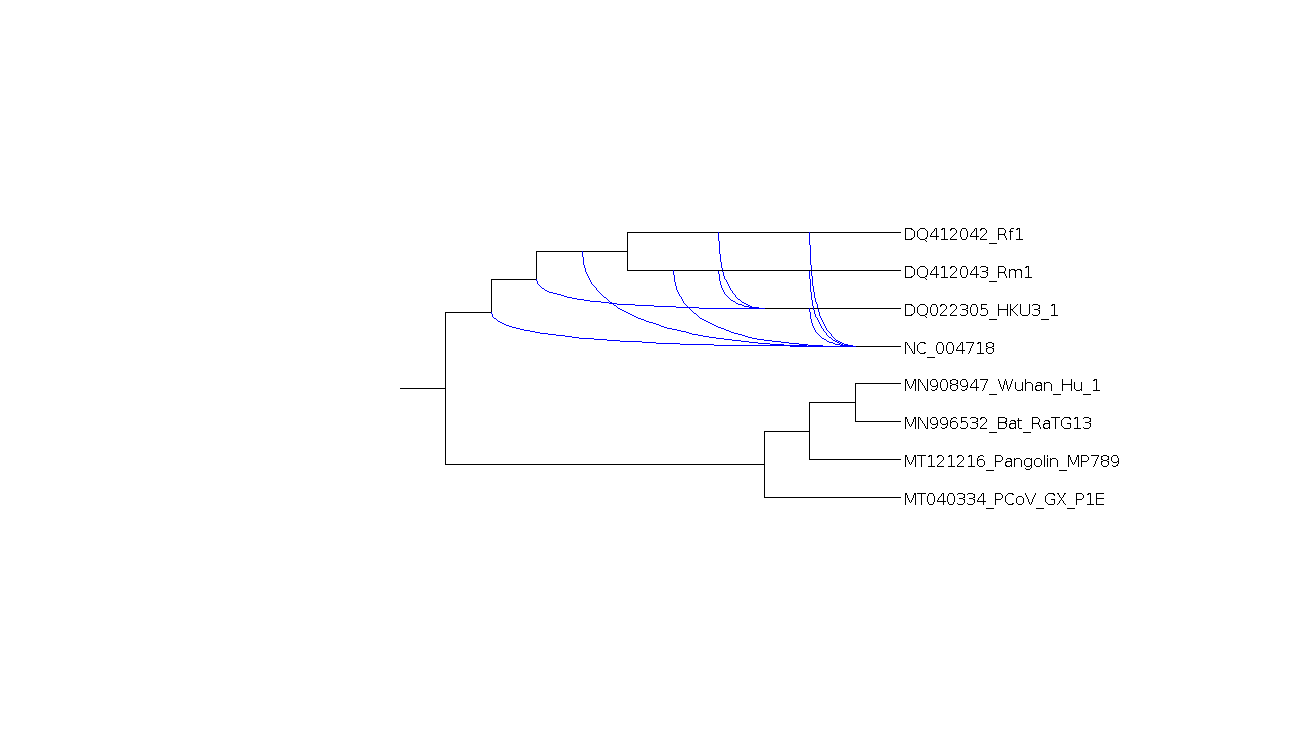 DQ412042_Rf1
DQ412043_Rm1
DQ022305_HKU3_1
NC_004718
MN908947_Wuhan_Hu_1
MN996532_Bat_RaTG13
MT121216_Pangolin_MP789
MT040334_PCoV_GX_P1E